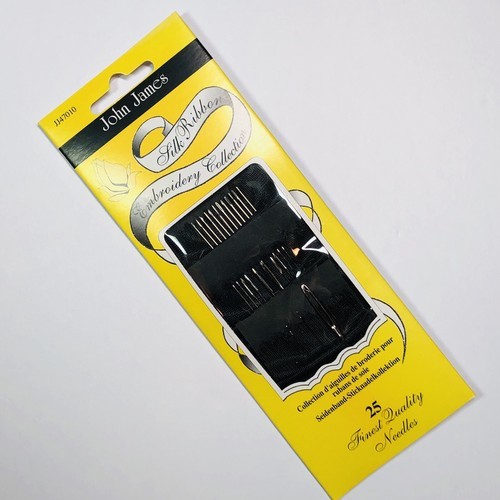 JJ47010
John James
Silk Ribbon
Embroidery Collection
Collection d'aiguilles de broderie pour
rubans de soie
Seidenband-Sticknadelkollektion
25
Finest Quality
Needles